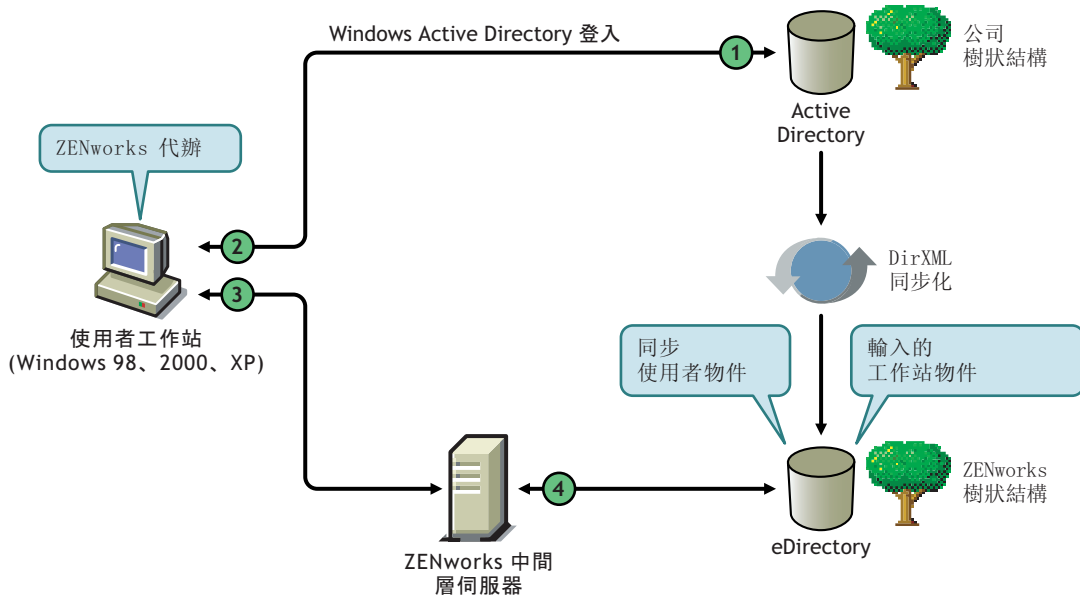 Windows Active Directory 登入
1
公司
樹狀結構
Active
Directory
ZENworks 代辦
2
3
DirXML
同步化
使用者工作站
(Windows 98、2000、XP)
同步
使用者物件
輸入的
工作站物件
4
ZENworks
樹狀結構
eDirectory
ZENworks 中間
層伺服器